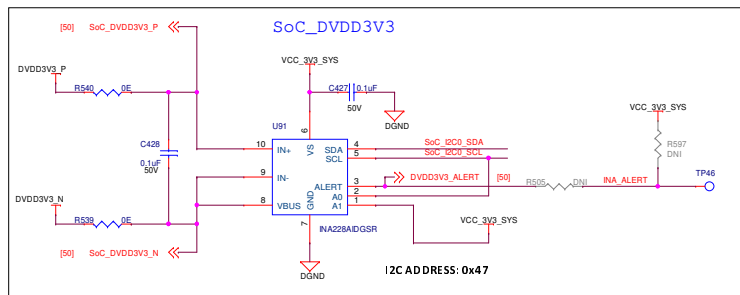 SoC_DVDD3V3
[50] SoC_DVDD3V3_P
DVDD3V3_P
R540 0E
C428
0.1uF
50V
DVDD3V3_N
R539 0E
[50] SoC_DVDD3V3_N
VCC_3V3_SYS
C427 0.1uF
50V
DGND
U91
6
VS
10 IN+
9 IN-
8 VBUS
SDA 4 SoC_I2C0_SDA
SCL 5 SoC_I2C0_SCL
ALERT 3 DVDD3V3_ALERT [50]
A0 2
A1 1
GND
7
INA228AIDGSR
DGND
VCC_3V3_SYS
I2C ADDRESS: 0x47
R505 DNI
INA_ALERT
VCC_3V3_SYS
R597
DNI
TP46